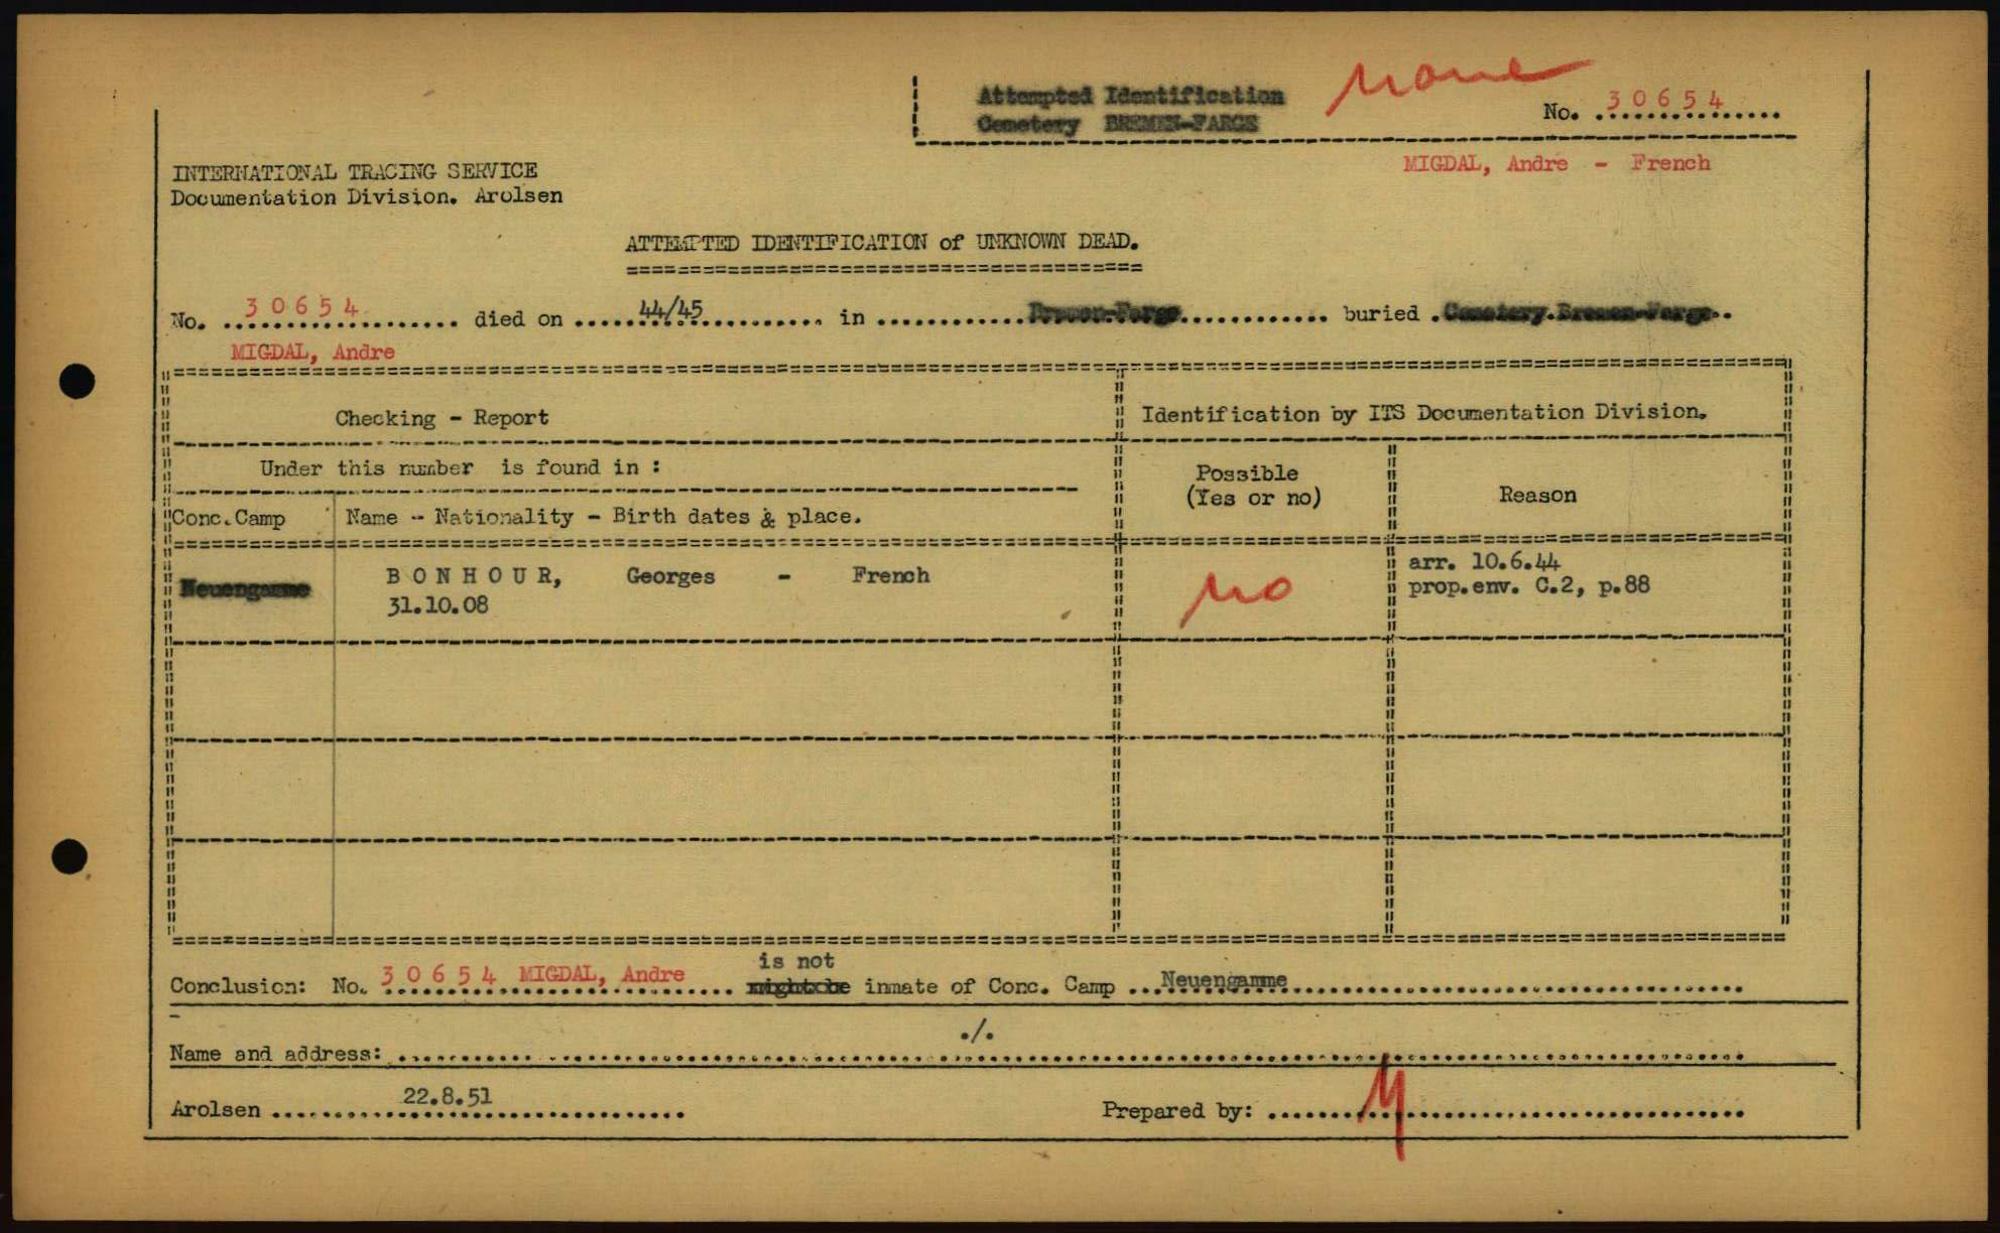 Attempted Identification
Cemetery BREMEN-FARGE
none
No. 30654
MIGDAL, Andre - French
INTERNATIONAL TRACING SERVICE
Documentation Division. Arolsen
ATTEMPTED IDENTIFICATION of UNKNOWN DEAD.
No. 30654 died on 44/45 in Bremen-Farge buried Cemetery Bremen-Farge
MIGDAL, Andre
Checking - Report
Identification by ITS Documentation Division.
Under this number is found in :
Possible
(Yes or no)
Reason
Conc.Camp
Name - Nationality - Birth dates & place.
Neuengamme
BONHOUR, Georges - French
31.10.08
no
arr. 10.6.44
prop.env. C.2, p.88
is not
Conclusion: No. 30654 MIGDAL, Andre might be inmate of Conc. Camp Neuengamme
Name and address: ./.
Arolsen 22.8.51
Prepared by: